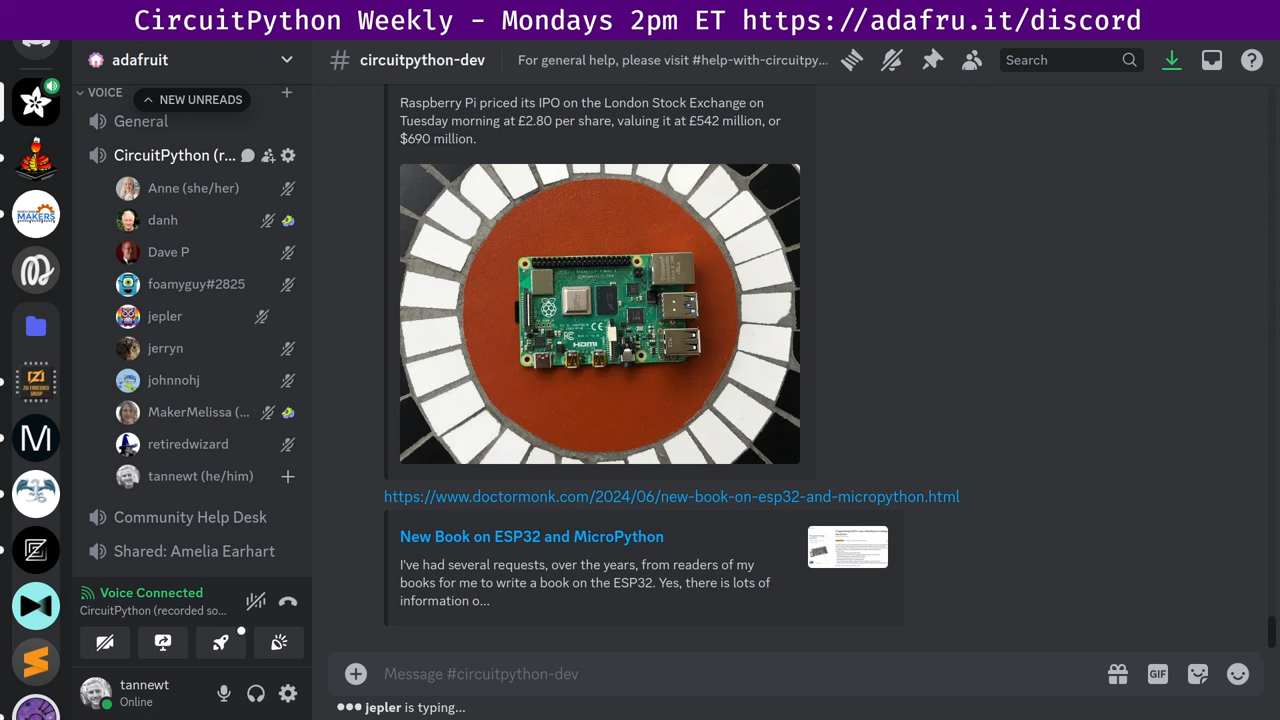 CircuitPython Weekly - Mondays 2pm ET https://adafru.it/discord
adafruit
# circuitpython-dev
For general help, please visit #help-with-circuitpy...
Search
VOICE
NEW UNREADS
General
CircuitPython (r...
Anne (she/her)
danh
Dave P
foamyguy#2825
jepler
jerryn
johnnohj
MakerMelissa (...
retiredwizard
tannewt (he/him)
Community Help Desk
Shared: Amelia Earhart
Voice Connected
CircuitPython (recorded so...
tannewt
Online
Raspberry Pi priced its IPO on the London Stock Exchange on
Tuesday morning at £2.80 per share, valuing it at £542 million, or
$690 million.
HDMI
https://www.doctormonk.com/2024/06/new-book-on-esp32-and-micropython.html
New Book on ESP32 and MicroPython
I've had several requests, over the years, from readers of my
books for me to write a book on the ESP32. Yes, there is lots of
information o...
Message #circuitpython-dev
GIF
jepler is typing...
MAKERS
M